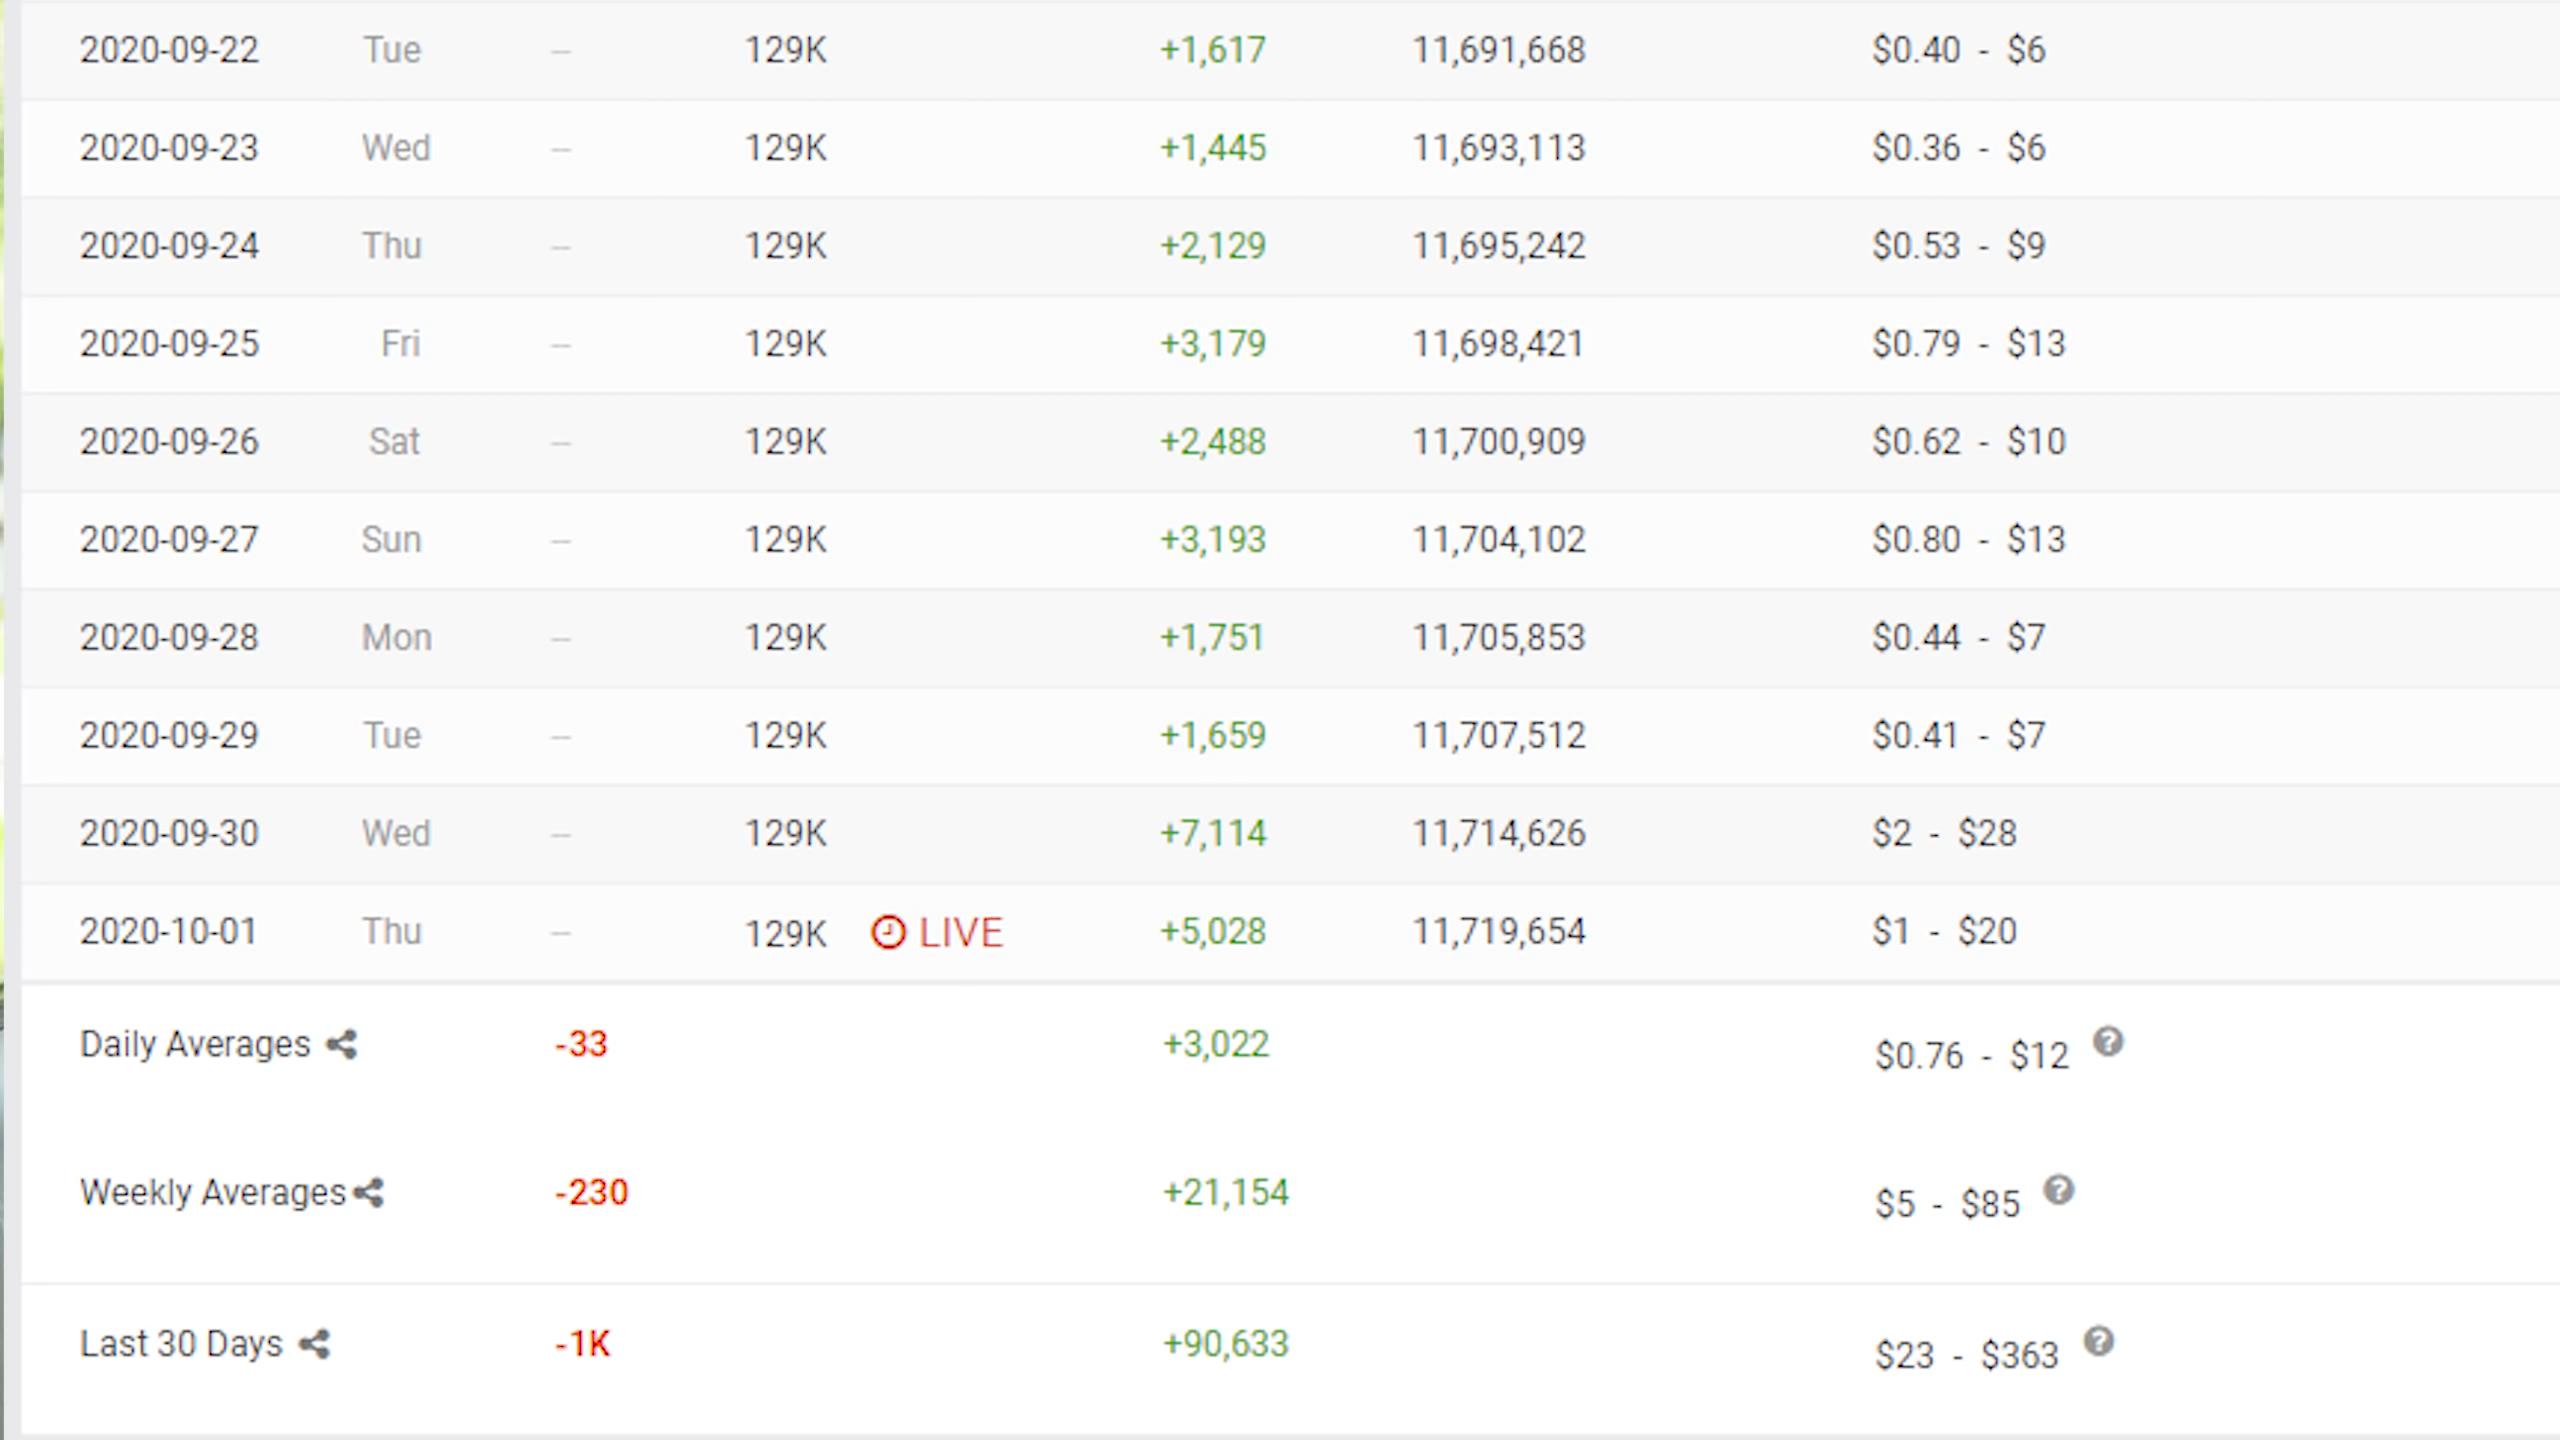 2020-09-22 Tue -- 129K +1,617 11,691,668 $0.40 - $6
2020-09-23 Wed -- 129K +1,445 11,693,113 $0.36 - $6
2020-09-24 Thu -- 129K +2,129 11,695,242 $0.53 - $9
2020-09-25 Fri -- 129K +3,179 11,698,421 $0.79 - $13
2020-09-26 Sat -- 129K +2,488 11,700,909 $0.62 - $10
2020-09-27 Sun -- 129K +3,193 11,704,102 $0.80 - $13
2020-09-28 Mon -- 129K +1,751 11,705,853 $0.44 - $7
2020-09-29 Tue -- 129K +1,659 11,707,512 $0.41 - $7
2020-09-30 Wed -- 129K +7,114 11,714,626 $2 - $28
2020-10-01 Thu -- 129K LIVE +5,028 11,719,654 $1 - $20
Daily Averages -33 +3,022 $0.76 - $12 ?
Weekly Averages -230 +21,154 $5 - $85 ?
Last 30 Days -1K +90,633 $23 - $363 ?